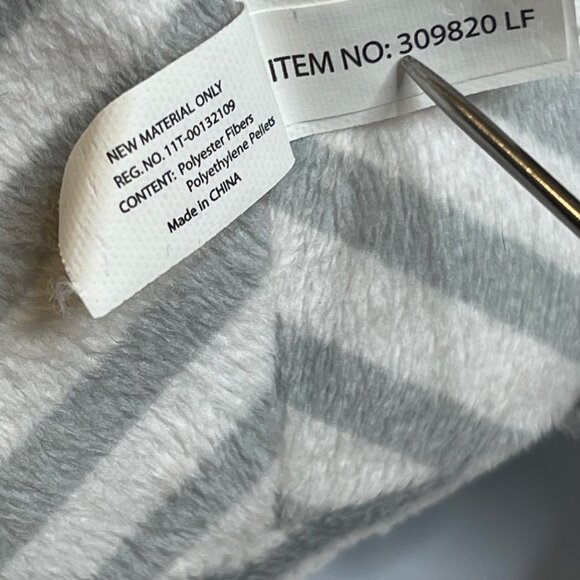 NEW MATERIAL ONLY
REG.NO. 11T-00132109
CONTENT: Polyester Fibers
Polyethylene Pellets
Made in CHINA
ITEM NO: 309820 LF